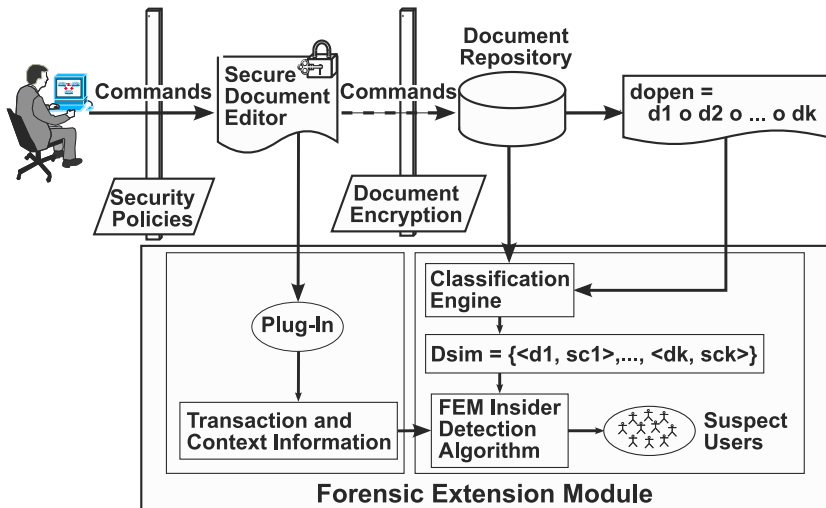 Document
Repository
Commands
Secure
Document
Editor
Commands
dopen =
d1 o d2 o ... o dk
Security
Policies
Document
Encryption
Classification
Engine
Plug-In
Dsim = {<d1, sc1>,..., <dk, sck>}
Transaction and
Context Information
FEM Insider
Detection
Algorithm
Suspect
Users
Forensic Extension Module